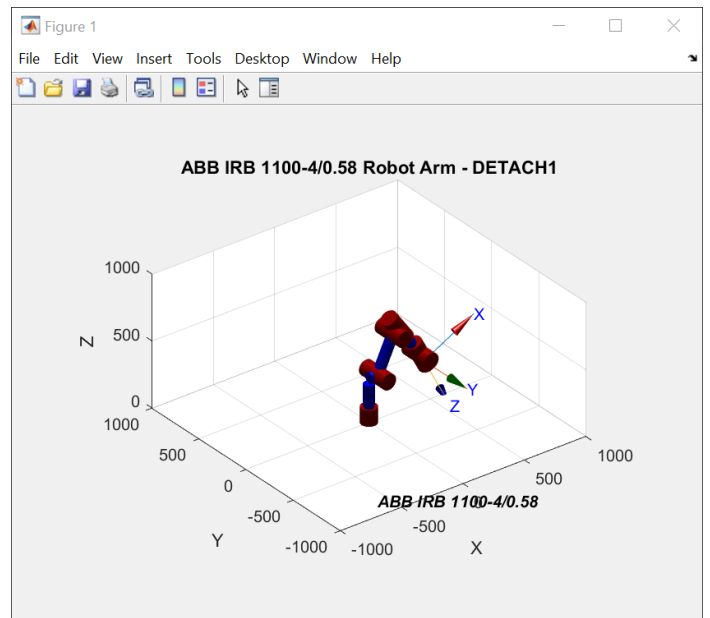 Figure 1
File Edit View Insert Tools Desktop Window Help
ABB IRB 1100-4/0.58 Robot Arm - DETACH1
1000
Z
500
0
X
Y
Z
1000
500
0
-500
-1000
Y
1000
500
0
-500
-1000
X
ABB IRB 1100-4/0.58